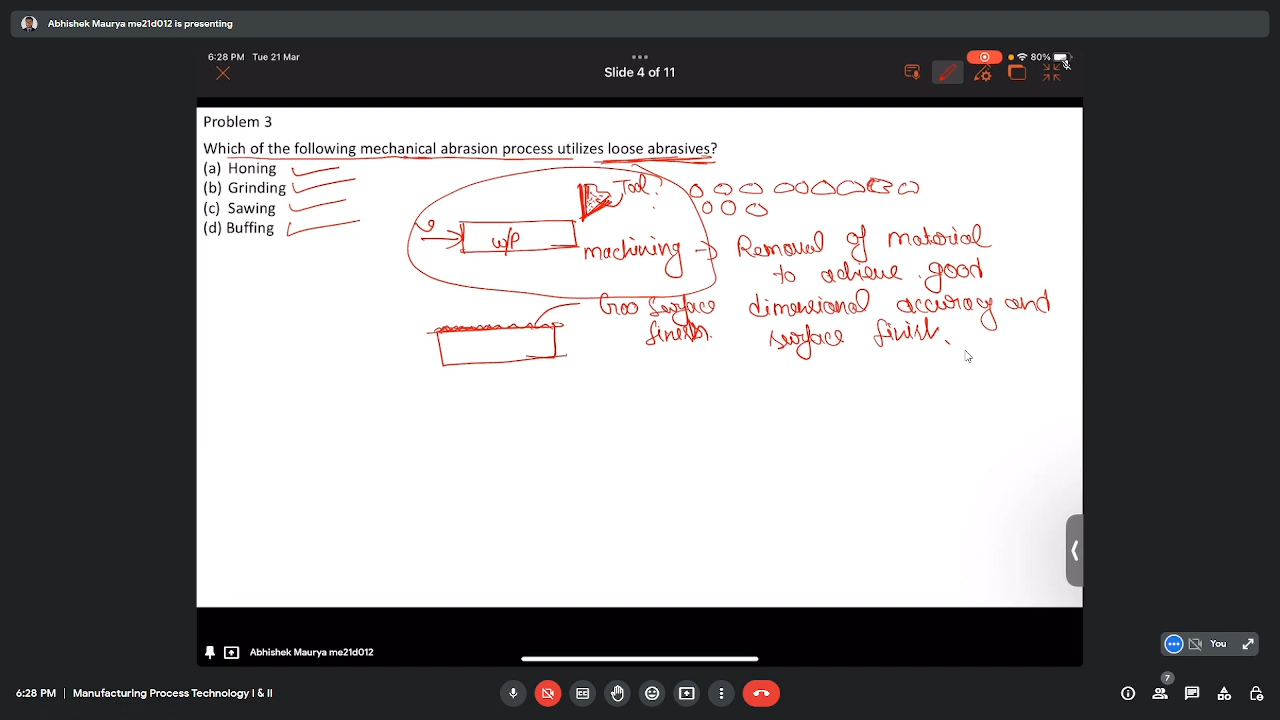 Abhishek Maurya me21d012 is presenting
6:28 PM Tue 21 Mar
80%
Slide 4 of 11
Problem 3
Which of the following mechanical abrasion process utilizes loose abrasives?
(a) Honing
(b) Grinding
(c) Sawing
(d) Buffing
Tool?
w/P
machining → Removal of material
to achieve good
dimensional accuracy and
surface finish.
Surface
finish.
Abhishek Maurya me21d012
You
7
6:28 PM | Manufacturing Process Technology I & II